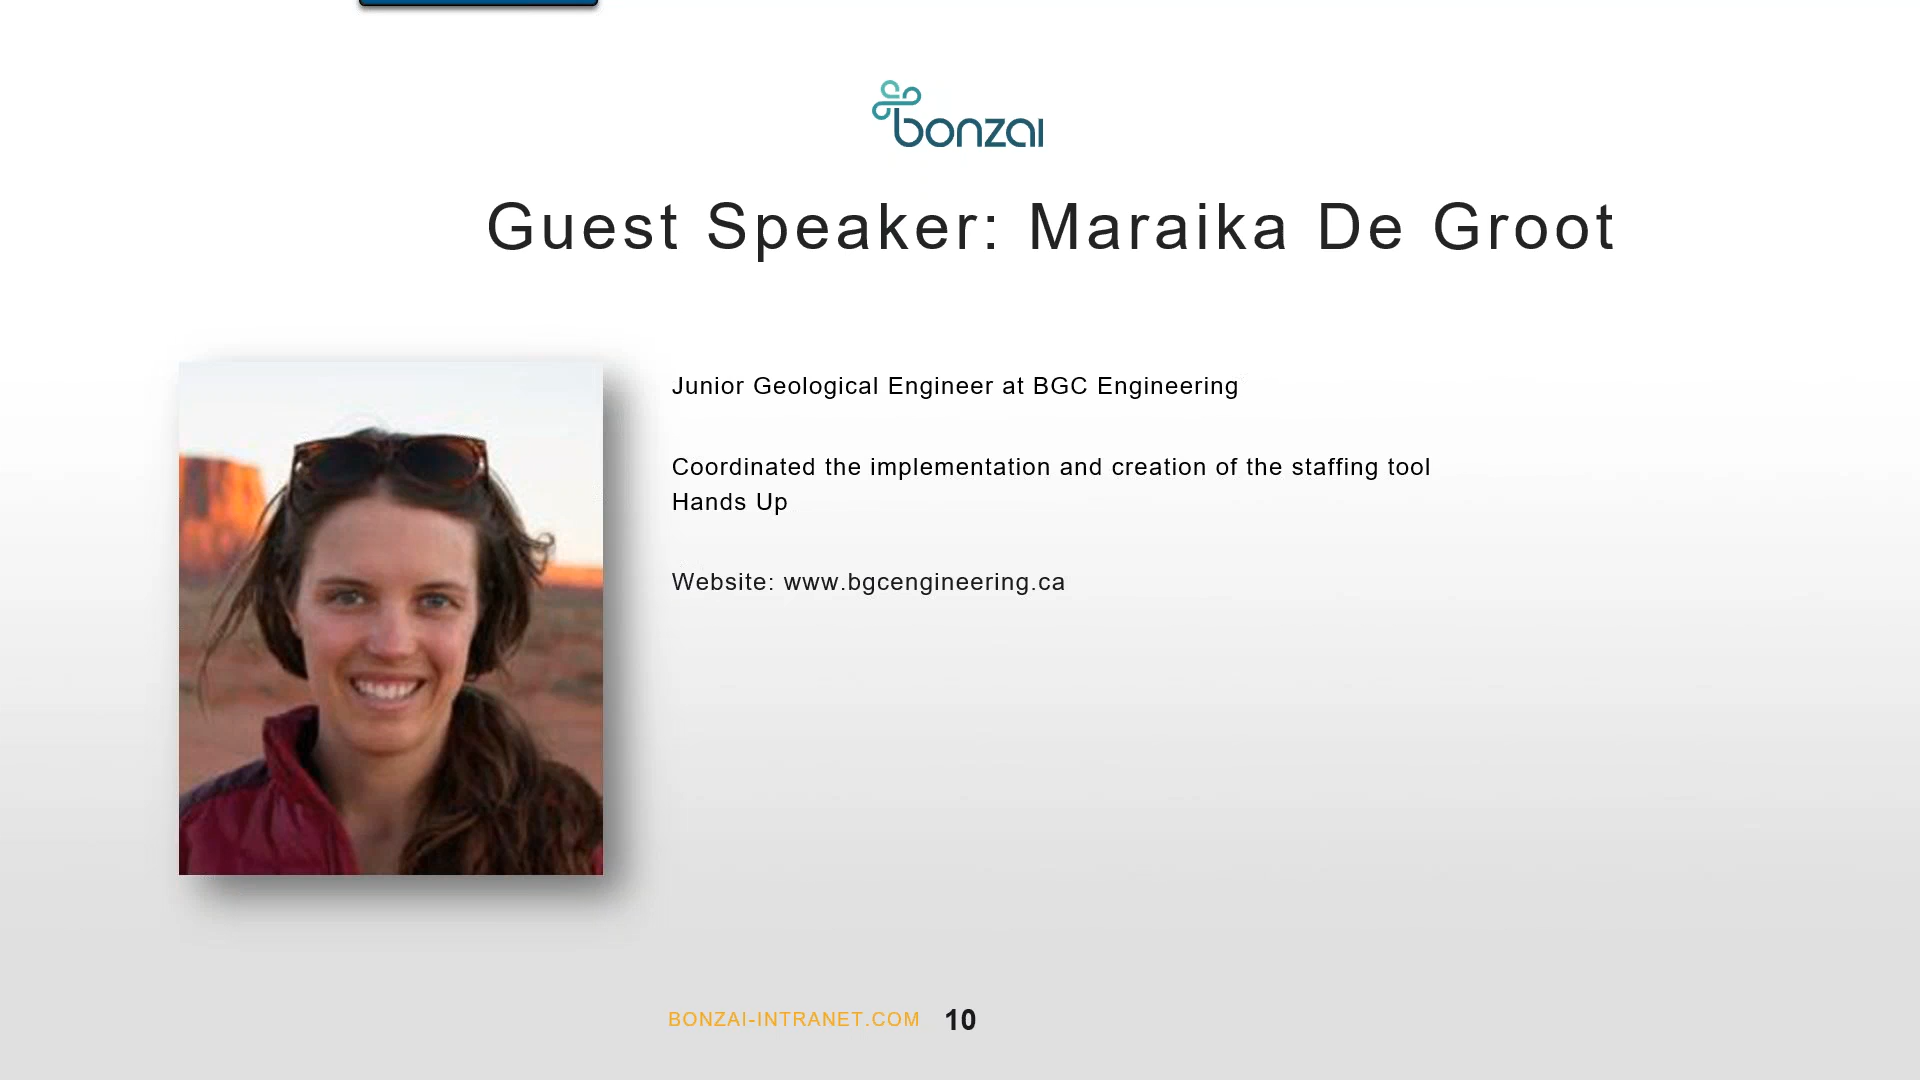 bonzai
Guest Speaker: Maraika De Groot
Junior Geological Engineer at BGC Engineering
Coordinated the implementation and creation of the staffing tool
Hands Up
Website: www.bgcengineering.ca
BONZAI-INTRANET.COM 10